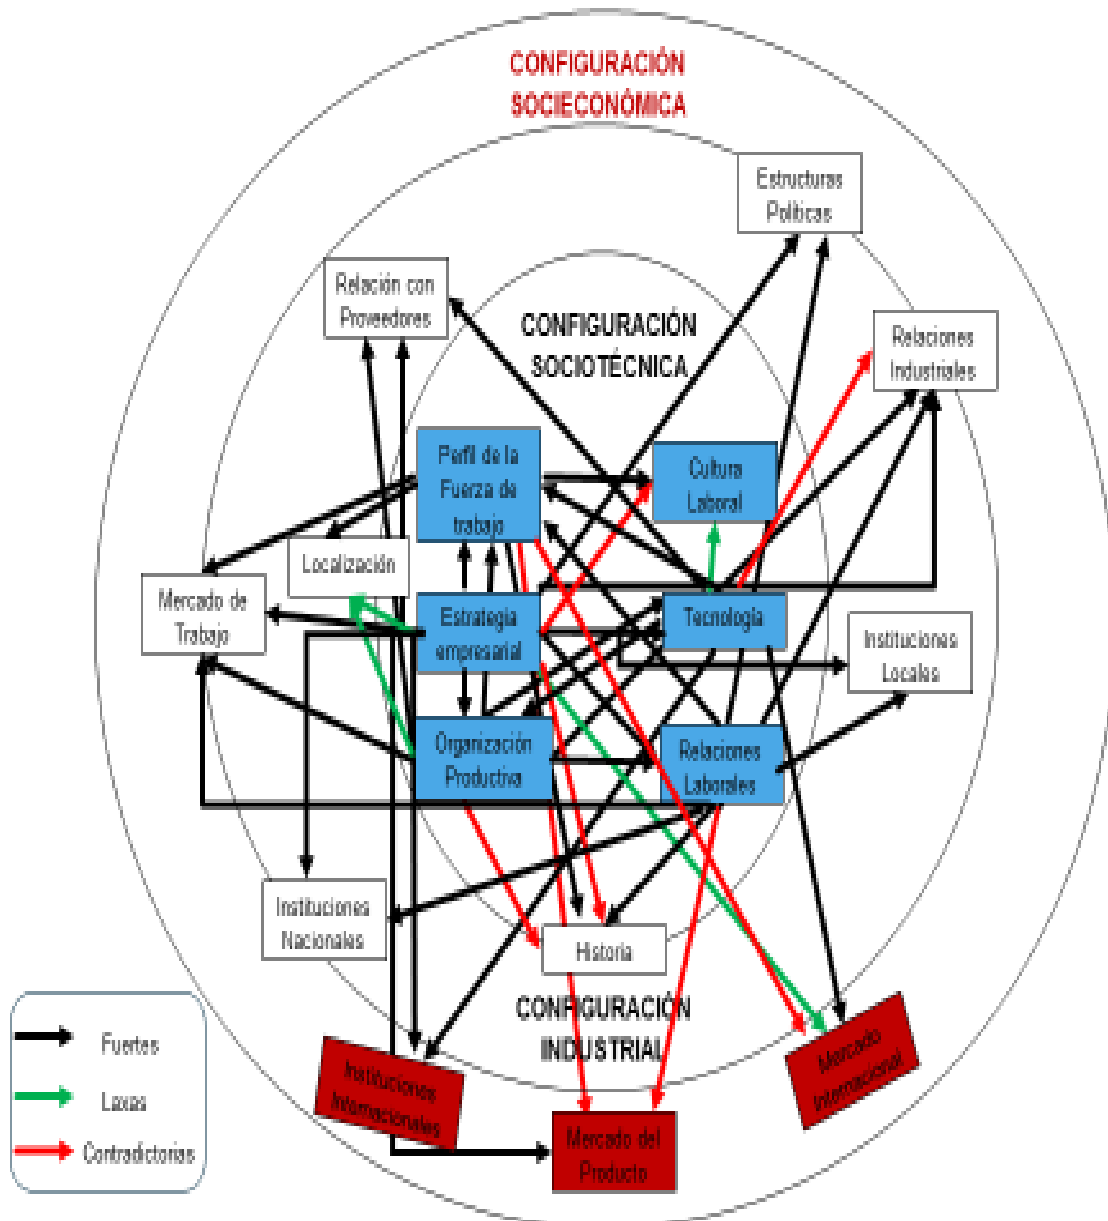 CONFIGURACIÓN
SOCIECONÓMICA
Estructuras
Políticas
Relación con
Proveedores
CONFIGURACIÓN
SOCIOTÉCNICA
Relaciones
Industriales
Perfil de la
Fuerza de
trabajo
Cultura
Laboral
Localización
Mercado de
Trabajo
Estrategia
empresarial
Tecnología
Instituciones
Locales
Organización
Productiva
Relaciones
Laborales
Instituciones
Nacionales
Historia
CONFIGURACIÓN
INDUSTRIAL
Fuertes
Laxas
Contradictorias
Instituciones
Internacionales
Mercado
Internacional
Mercado del
Producto